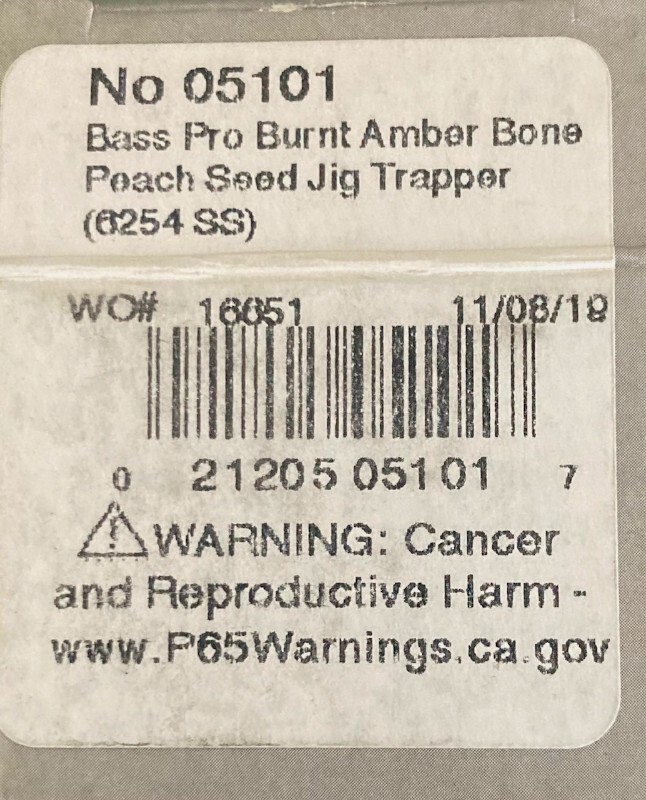 No 05101
Bass Pro Burnt Amber Bone
Peach Seed Jig Trapper
(6254 SS)
WO# 16651 11/08/19
0 21205 05101 7
WARNING: Cancer
and Reproductive Harm -
www.P65Warnings.ca.gov